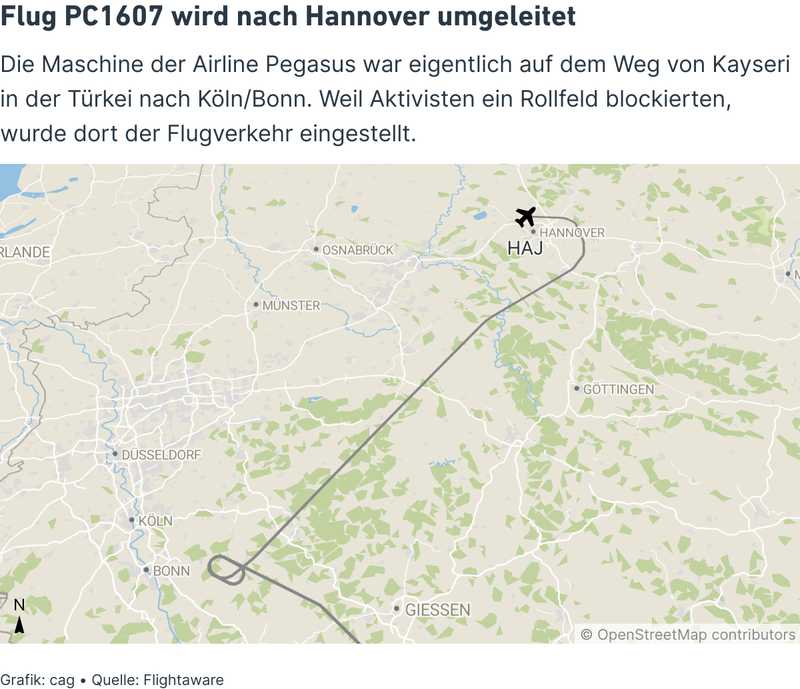 Flug PC1607 wird nach Hannover umgeleitet
Die Maschine der Airline Pegasus war eigentlich auf dem Weg von Kayseri
in der Türkei nach Köln/Bonn. Weil Aktivisten ein Rollfeld blockierten,
wurde dort der Flugverkehr eingestellt.
HANNOVER
HAJ
RLANDE
OSNABRÜCK
M
MÜNSTER
GÖTTINGEN
DÜSSELDORF
KÖLN
BONN
N
GIESSEN
© OpenStreetMap contributors
Grafik: cag • Quelle: Flightaware